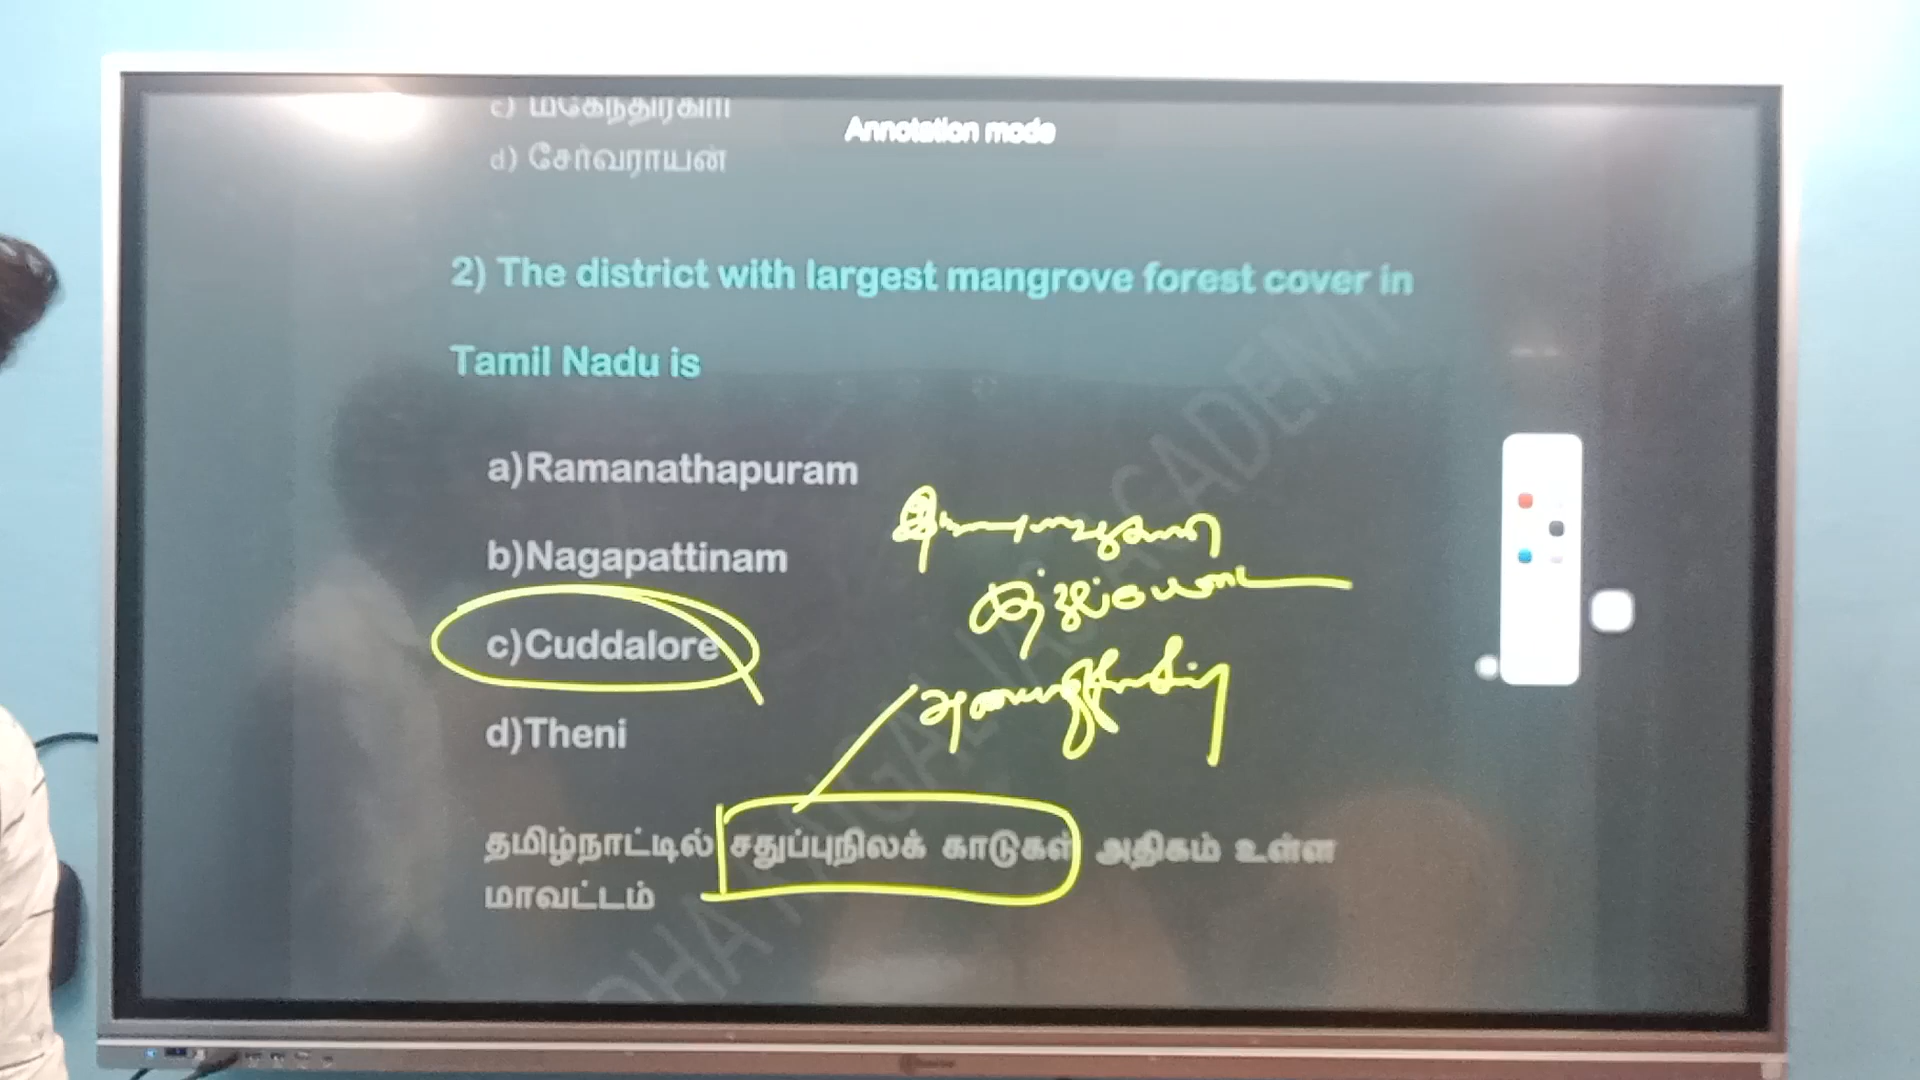 c) மகேந்திரகிரி
Annotation mode
d) சேர்வராயன்
2) The district with largest mangrove forest cover in
Tamil Nadu is
a)Ramanathapuram
b)Nagapattinam
c)Cuddalore
d)Theni
தமிழ்நாட்டில் சதுப்புநிலக் காடுகள் அதிகம் உள்ள
மாவட்டம்
ACADEMY